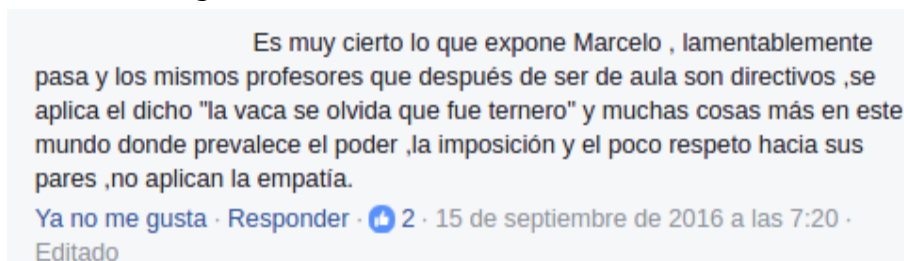 Es muy cierto lo que expone Marcelo , lamentablemente
pasa y los mismos profesores que después de ser de aula son directivos ,se
aplica el dicho "la vaca se olvida que fue ternero" y muchas cosas más en este
mundo donde prevalece el poder ,la imposición y el poco respeto hacia sus
pares ,no aplican la empatía.
Ya no me gusta · Responder · 2 · 15 de septiembre de 2016 a las 7:20 ·
Editado